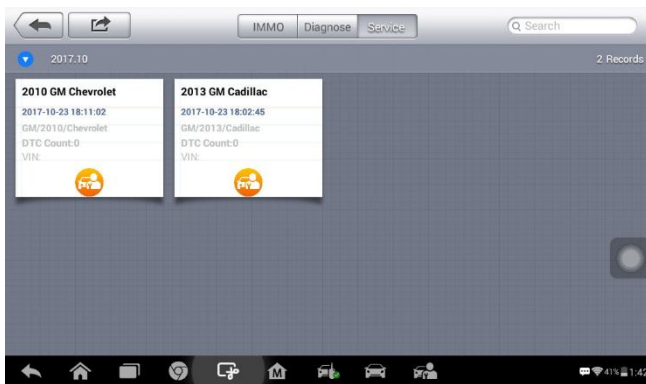 IMMO Diagnose Service Search
2017.10 2 Records
2010 GM Chevrolet
2017-10-23 18:11:02
GM/2010/Chevrolet
DTC Count:0
VIN:
2013 GM Cadillac
2017-10-23 18:02:45
GM/2013/Cadillac
DTC Count:0
VIN:
M 41% 1:42